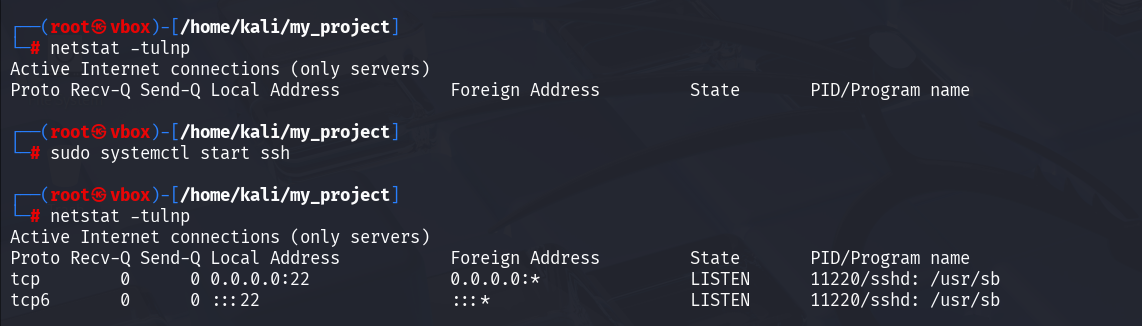 ┌──(root㉿vbox)-[/home/kali/my_project]
└─# netstat -tulnp
Active Internet connections (only servers)
Proto Recv-Q Send-Q Local Address           Foreign Address         State       PID/Program name
┌──(root㉿vbox)-[/home/kali/my_project]
└─# sudo systemctl start ssh
┌──(root㉿vbox)-[/home/kali/my_project]
└─# netstat -tulnp
Active Internet connections (only servers)
Proto Recv-Q Send-Q Local Address           Foreign Address         State       PID/Program name
tcp        0      0 0.0.0.0:22              0.0.0.0:*               LISTEN      11220/sshd: /usr/sb
tcp6       0      0 :::22                   :::*                    LISTEN      11220/sshd: /usr/sb